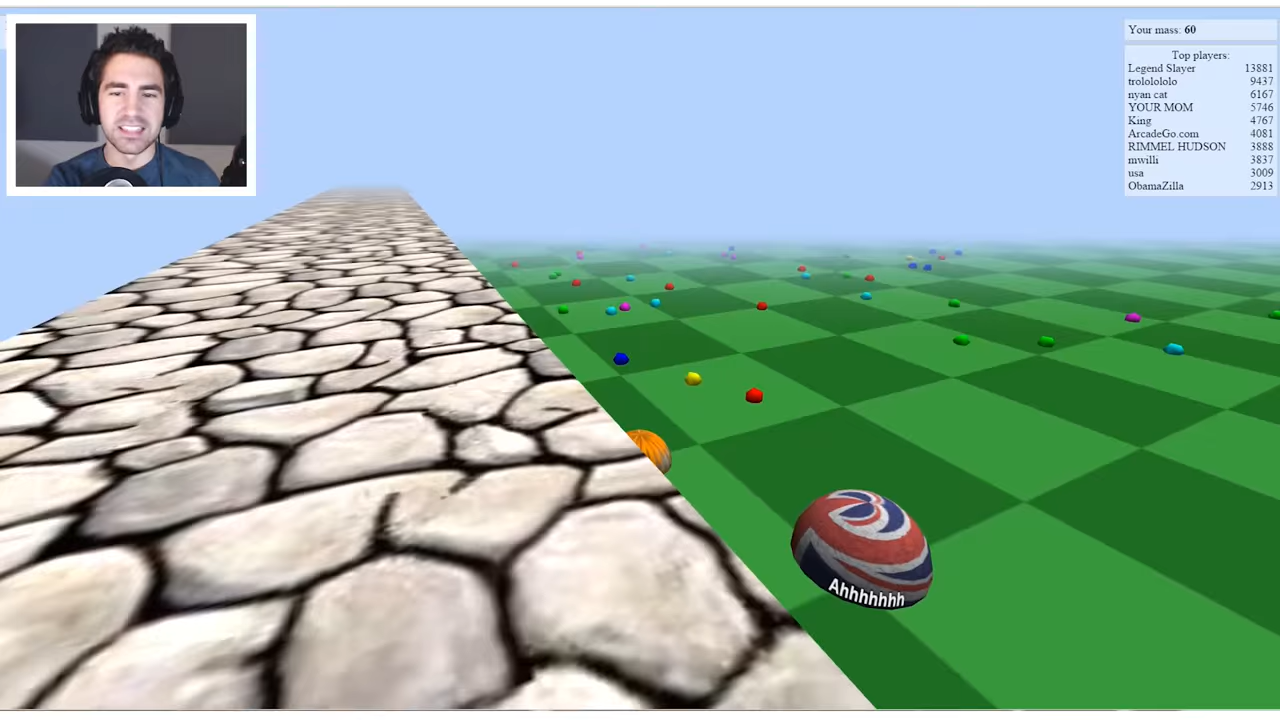 Your mass: 60
Top players:
Legend Slayer 13881
trolololol​o 9437
nyan cat 6167
YOUR MOM 5746
King 4767
ArcadeGo.com 4081
RIMMEL HUDSON 3888
mwilli 3837
usa 3009
ObamaZilla 2913
Ahhhhhhh